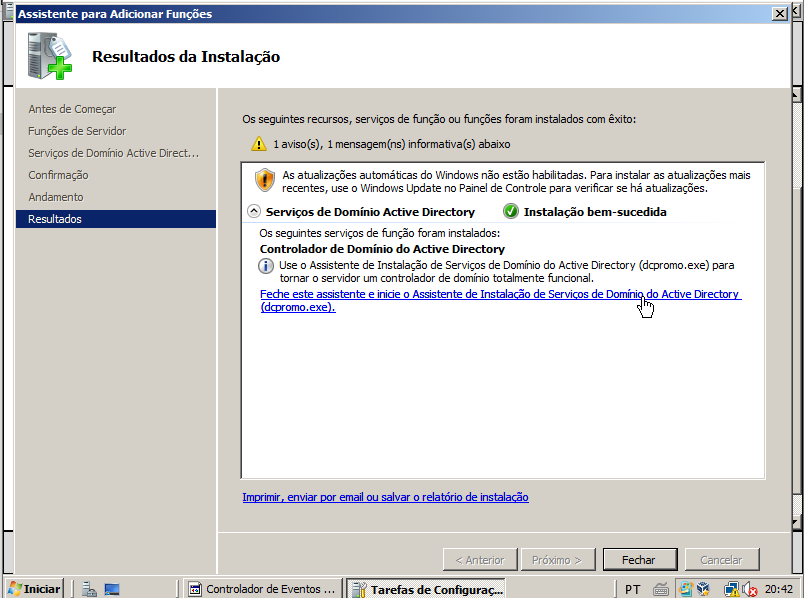 Assistente para Adicionar Funções
Resultados da Instalação
Antes de Começar
Funções de Servidor
Serviços de Domínio Active Direct...
Confirmação
Andamento
Resultados
Os seguintes recursos, serviços de função ou funções foram instalados com êxito:
1 aviso(s), 1 mensagem(ns) informativa(s) abaixo
As atualizações automáticas do Windows não estão habilitadas. Para instalar as atualizações mais
recentes, use o Windows Update no Painel de Controle para verificar se há atualizações.
Serviços de Domínio Active Directory Instalação bem-sucedida
Os seguintes serviços de função foram instalados:
Controlador de Domínio do Active Directory
Use o Assistente de Instalação de Serviços de Domínio do Active Directory (dcpromo.exe) para
tornar o servidor um controlador de domínio totalmente funcional.
Feche este assistente e inicie o Assistente de Instalação de Serviços de Domínio do Active Directory
(dcpromo.exe).
Imprimir, enviar por email ou salvar o relatório de instalação
< Anterior Próximo > Fechar Cancelar
Iniciar Controlador de Eventos ... Tarefas de Configuraç... PT 20:42